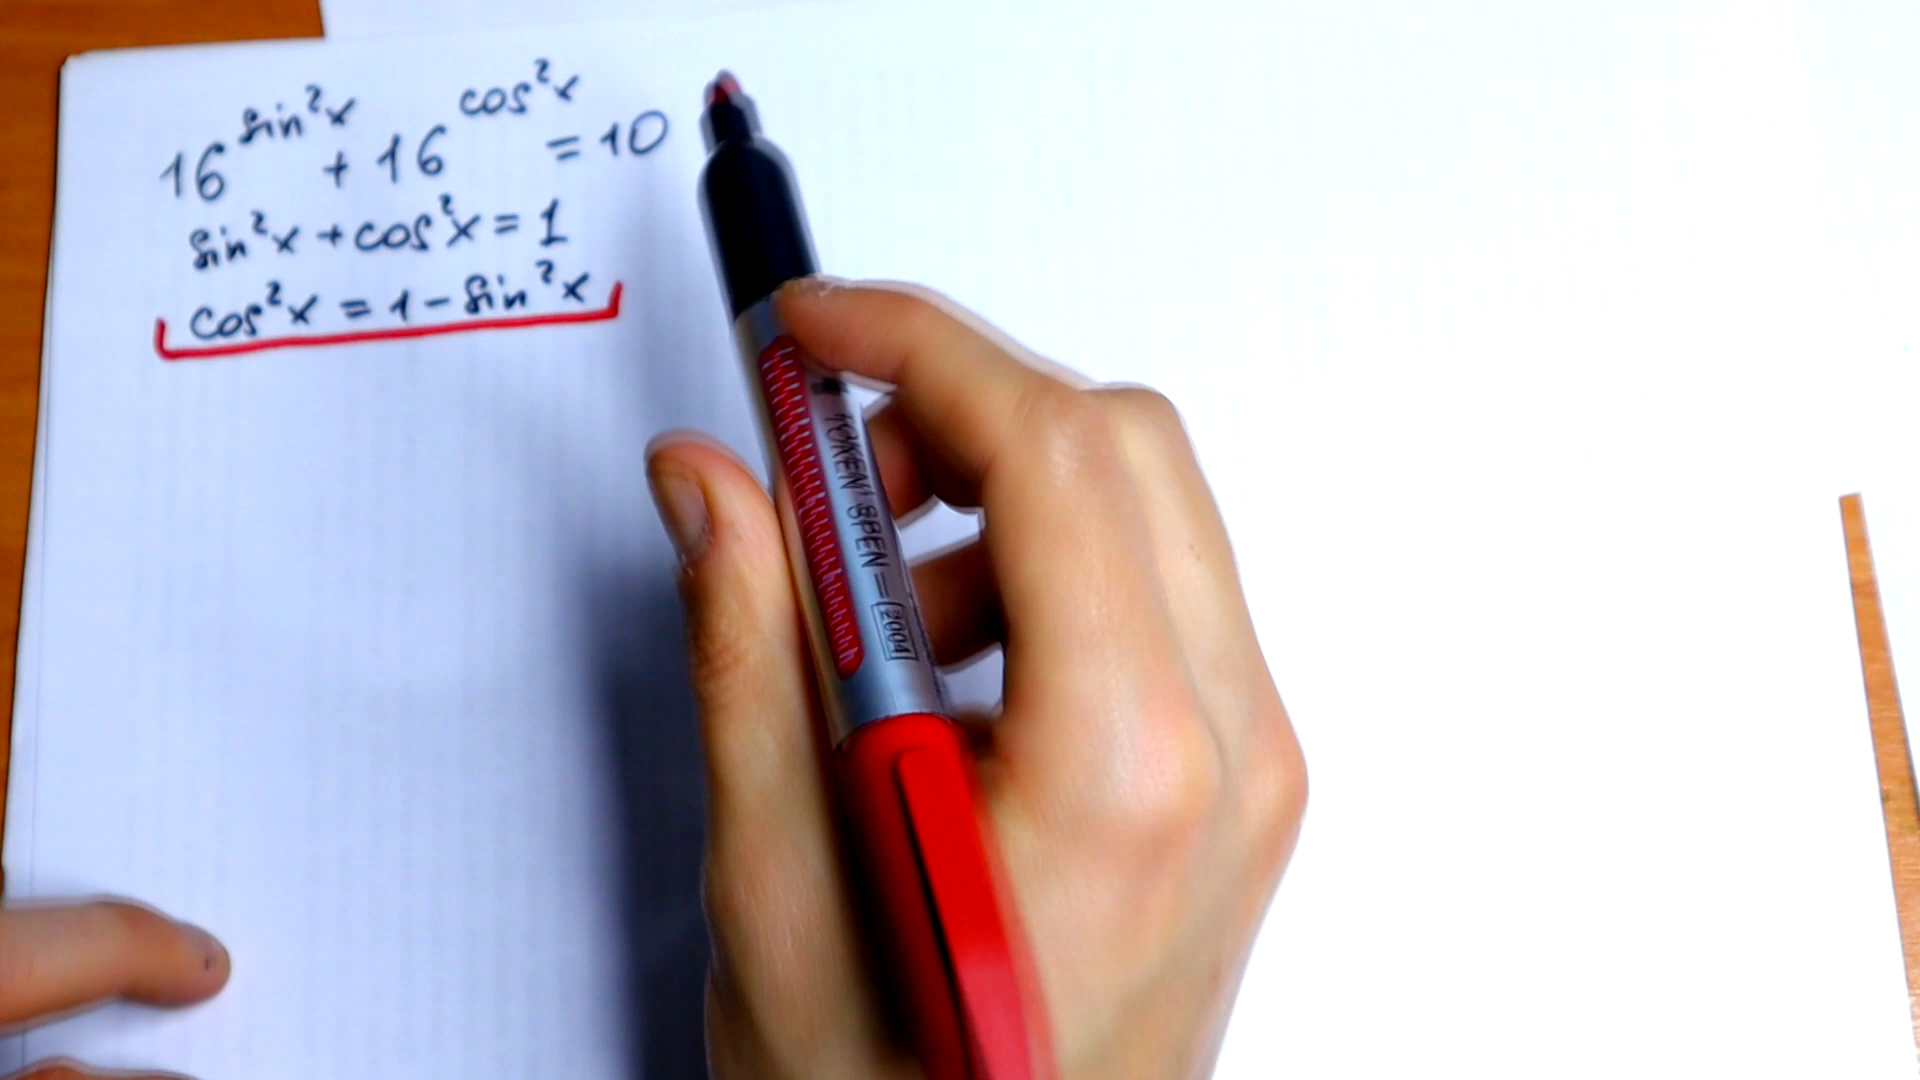 16^sin²x + 16^cos²x = 10
sin²x + cos²x = 1
cos²x = 1 - sin²x
TOKEN' SPEN = 2004